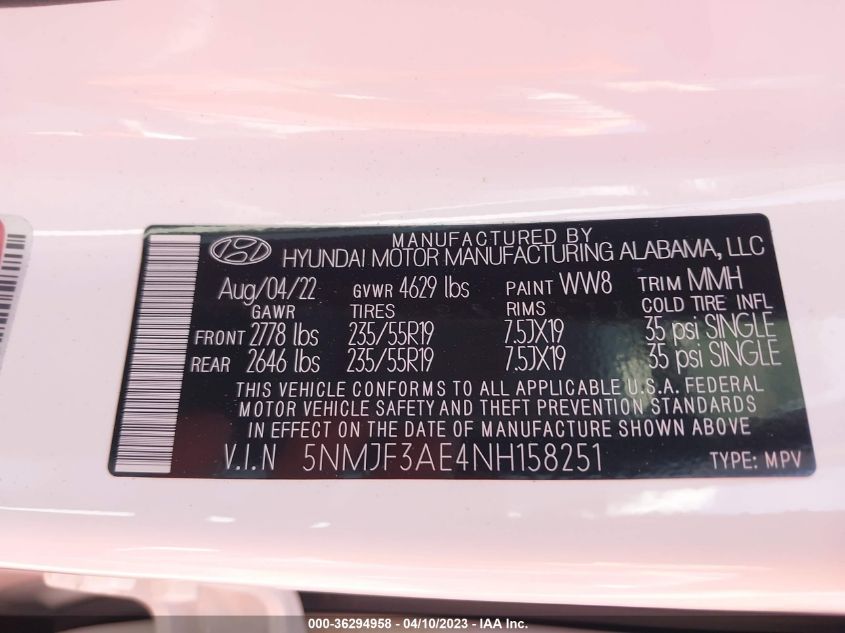 MANUFACTURED BY
HYUNDAI MOTOR MANUFACTURING ALABAMA, LLC
Aug/04/22 GVWR 4629 lbs PAINT WW8 TRIM MMH
GAWR TIRES RIMS COLD TIRE INFL
FRONT 2778 lbs 235/55R19 7.5JX19 35 psi SINGLE
REAR 2646 lbs 235/55R19 7.5JX19 35 psi SINGLE
THIS VEHICLE CONFORMS TO ALL APPLICABLE U.S.A. FEDERAL
MOTOR VEHICLE SAFETY AND THEFT PREVENTION STANDARDS
IN EFFECT ON THE DATE OF MANUFACTURE SHOWN ABOVE
V.I.N 5NMJF3AE4NH158251 TYPE: MPV
000-36294958 - 04/10/2023 - IAA Inc.